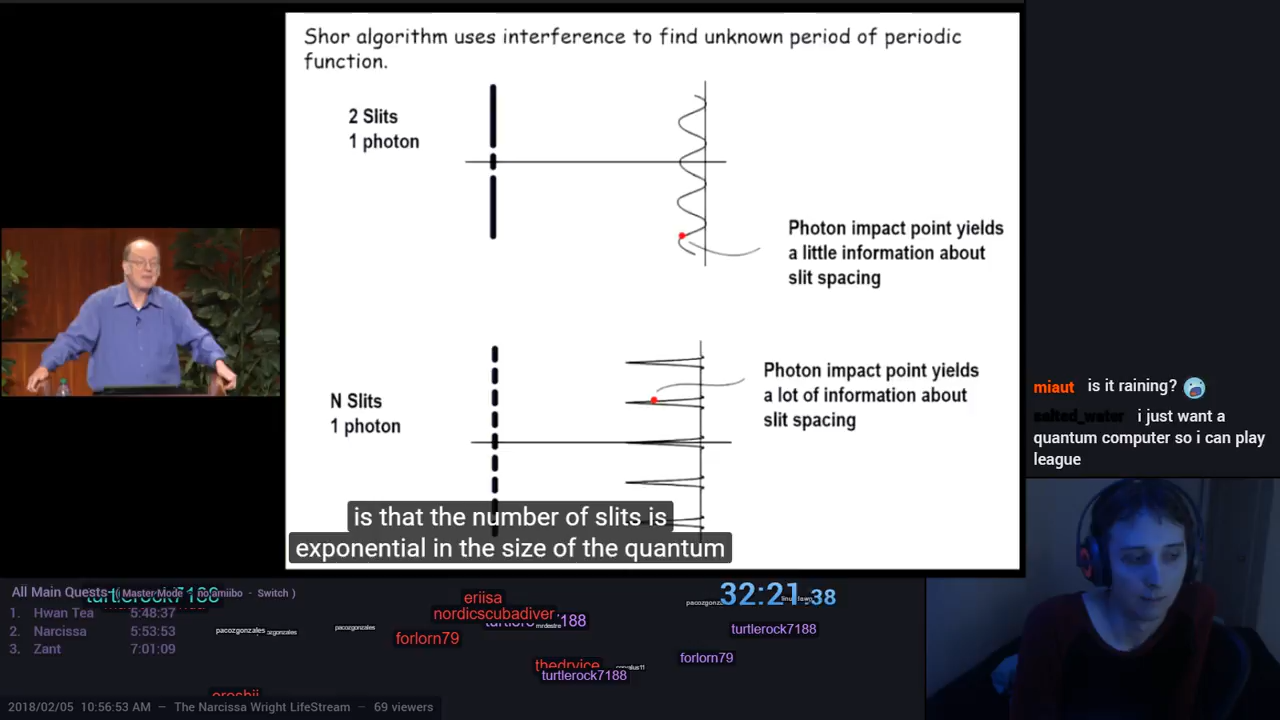 Shor algorithm uses interference to find unknown period of periodic
function.
2 Slits
1 photon
Photon impact point yields
a little information about
slit spacing
Photon impact point yields
a lot of information about
slit spacing
N Slits
1 photon
is that the number of slits is
exponential in the size of the quantum
miaut is it raining?
salted_water i just want a
quantum computer so i can play
league
All Main Quests ( Master Mode - no amiibo - Switch )
1. Hwan Tea 5:48:37
2. Narcissa 5:53:53
3. Zant 7:01:09
turtlerock7188
pacozgonzales
pacozgonzales
eriisa
nordicscubadiver
forlorn79
thedrvice
turtlerock7188
32:21.38
turtlerock7188
forlorn79
2018/02/05 10:56:53 AM — The Narcissa Wright LifeStream — 69 viewers